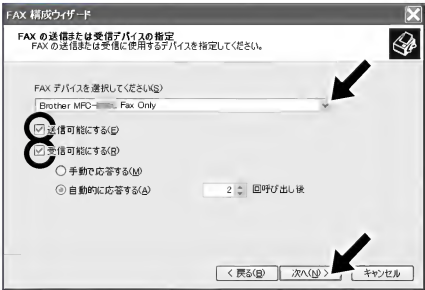 FAX 構成ウィザード
FAX の送信または受信デバイスの指定
FAX の送信または受信に使用するデバイスを指定してください。
FAX デバイスを選択してください(S)
Brother MFC- Fax Only
送信可能にする(E)
受信可能にする(R)
手動で応答する(M)
自動的に応答する(A) 2 回呼び出し後
< 戻る(B) 次へ(N) > キャンセル